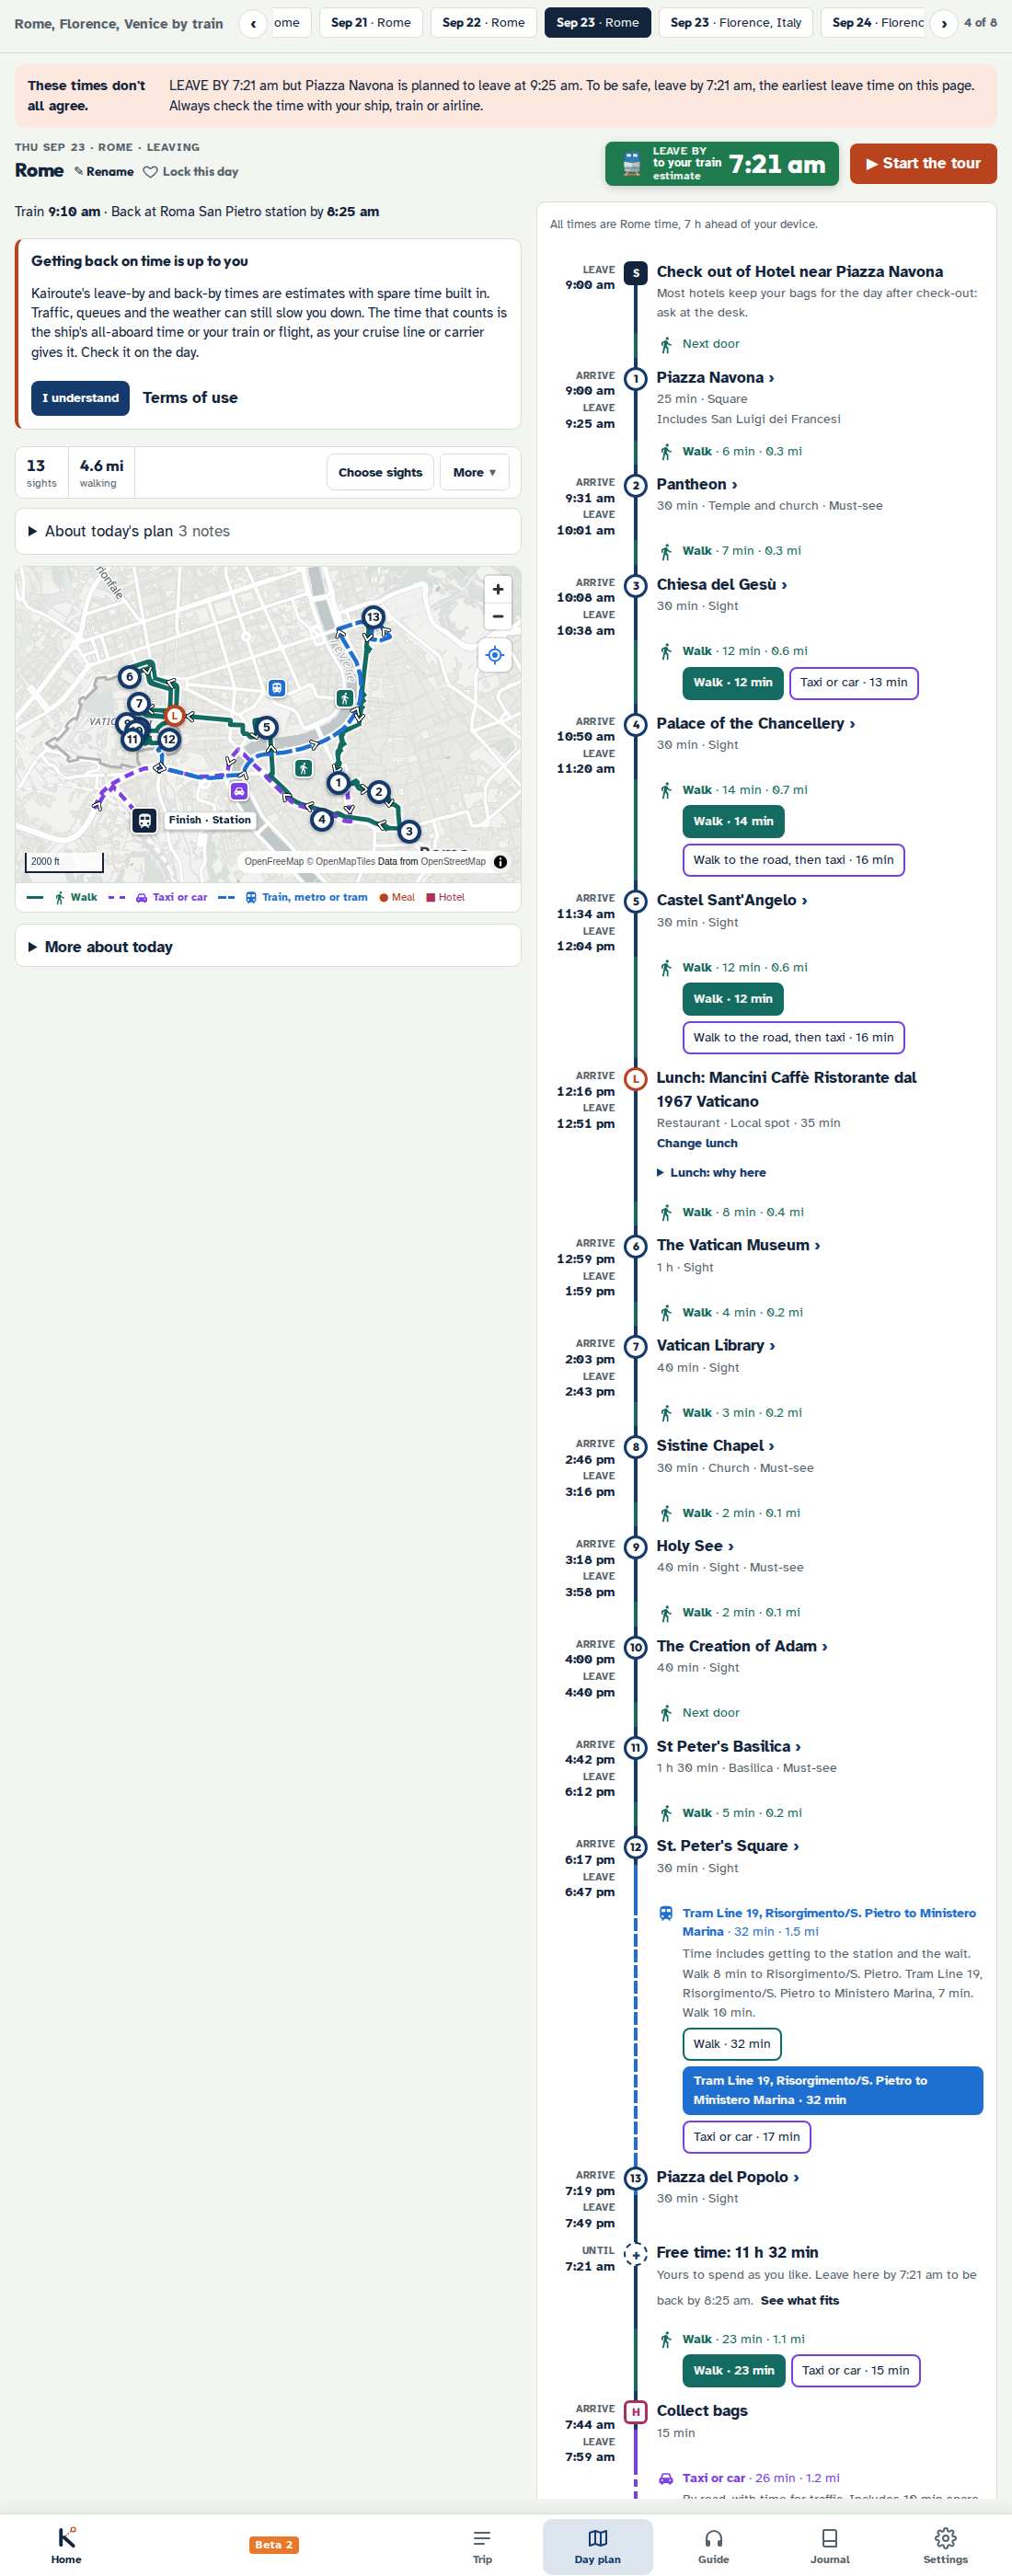 Rome, Florence, Venice by train
‹
ome
Sep 21 · Rome
Sep 22 · Rome
Sep 23 · Rome
Sep 23 · Florence, Italy
Sep 24 · Florenc
›
4 of 8
These times don't all agree.
LEAVE BY 7:21 am but Piazza Navona is planned to leave at 9:25 am. To be safe, leave by 7:21 am, the earliest leave time on this page.
Always check the time with your ship, train or airline.
THU SEP 23 · ROME · LEAVING
Rome ✎ Rename Lock this day
LEAVE BY
to your train
estimate
7:21 am
▶ Start the tour
Train 9:10 am · Back at Roma San Pietro station by 8:25 am
Getting back on time is up to you
Kairoute's leave-by and back-by times are estimates with spare time built in.
Traffic, queues and the weather can still slow you down. The time that counts is
the ship's all-aboard time or your train or flight, as your cruise line or carrier
gives it. Check it on the day.
I understand
Terms of use
13
sights
4.6 mi
walking
Choose sights
More ▼
▶ About today's plan 3 notes
rionfale
Tevere
6
7
L
11
12
5
13
1
2
3
4
Finish · Station
+
−
2000 ft
OpenFreeMap © OpenMapTiles Data from OpenStreetMap
Walk
Taxi or car
Train, metro or tram
Meal
Hotel
▶ More about today
All times are Rome time, 7 h ahead of your device.
LEAVE
9:00 am
S
Check out of Hotel near Piazza Navona
Most hotels keep your bags for the day after check-out:
ask at the desk.
Next door
ARRIVE
9:00 am
LEAVE
9:25 am
1
Piazza Navona ›
25 min · Square
Includes San Luigi dei Francesi
Walk · 6 min · 0.3 mi
ARRIVE
9:31 am
LEAVE
10:01 am
2
Pantheon ›
30 min · Temple and church · Must-see
Walk · 7 min · 0.3 mi
ARRIVE
10:08 am
LEAVE
10:38 am
3
Chiesa del Gesù ›
30 min · Sight
Walk · 12 min · 0.6 mi
Walk · 12 min
Taxi or car · 13 min
ARRIVE
10:50 am
LEAVE
11:20 am
4
Palace of the Chancellery ›
30 min · Sight
Walk · 14 min · 0.7 mi
Walk · 14 min
Walk to the road, then taxi · 16 min
ARRIVE
11:34 am
LEAVE
12:04 pm
5
Castel Sant'Angelo ›
30 min · Sight
Walk · 12 min · 0.6 mi
Walk · 12 min
Walk to the road, then taxi · 16 min
ARRIVE
12:16 pm
LEAVE
12:51 pm
L
Lunch: Mancini Caffè Ristorante dal
1967 Vaticano
Restaurant · Local spot · 35 min
Change lunch
▶ Lunch: why here
Walk · 8 min · 0.4 mi
ARRIVE
12:59 pm
LEAVE
1:59 pm
6
The Vatican Museum ›
1 h · Sight
Walk · 4 min · 0.2 mi
ARRIVE
2:03 pm
LEAVE
2:43 pm
7
Vatican Library ›
40 min · Sight
Walk · 3 min · 0.2 mi
ARRIVE
2:46 pm
LEAVE
3:16 pm
8
Sistine Chapel ›
30 min · Church · Must-see
Walk · 2 min · 0.1 mi
ARRIVE
3:18 pm
LEAVE
3:58 pm
9
Holy See ›
40 min · Sight · Must-see
Walk · 2 min · 0.1 mi
ARRIVE
4:00 pm
LEAVE
4:40 pm
10
The Creation of Adam ›
40 min · Sight
Next door
ARRIVE
4:42 pm
LEAVE
6:12 pm
11
St Peter's Basilica ›
1 h 30 min · Basilica · Must-see
Walk · 5 min · 0.2 mi
ARRIVE
6:17 pm
LEAVE
6:47 pm
12
St. Peter's Square ›
30 min · Sight
Tram Line 19, Risorgimento/S. Pietro to Ministero
Marina · 32 min · 1.5 mi
Time includes getting to the station and the wait.
Walk 8 min to Risorgimento/S. Pietro. Tram Line 19,
Risorgimento/S. Pietro to Ministero Marina, 7 min.
Walk 10 min.
Walk · 32 min
Tram Line 19, Risorgimento/S. Pietro to
Ministero Marina · 32 min
Taxi or car · 17 min
ARRIVE
7:19 pm
LEAVE
7:49 pm
13
Piazza del Popolo ›
30 min · Sight
UNTIL
7:21 am
+
Free time: 11 h 32 min
Yours to spend as you like. Leave here by 7:21 am to be
back by 8:25 am. See what fits
Walk · 23 min · 1.1 mi
Walk · 23 min
Taxi or car · 15 min
ARRIVE
7:44 am
LEAVE
7:59 am
H
Collect bags
15 min
Taxi or car · 26 min · 1.2 mi
By road, with time for traffic. Includes 10 min spare
Home
Beta 2
Trip
Day plan
Guide
Journal
Settings